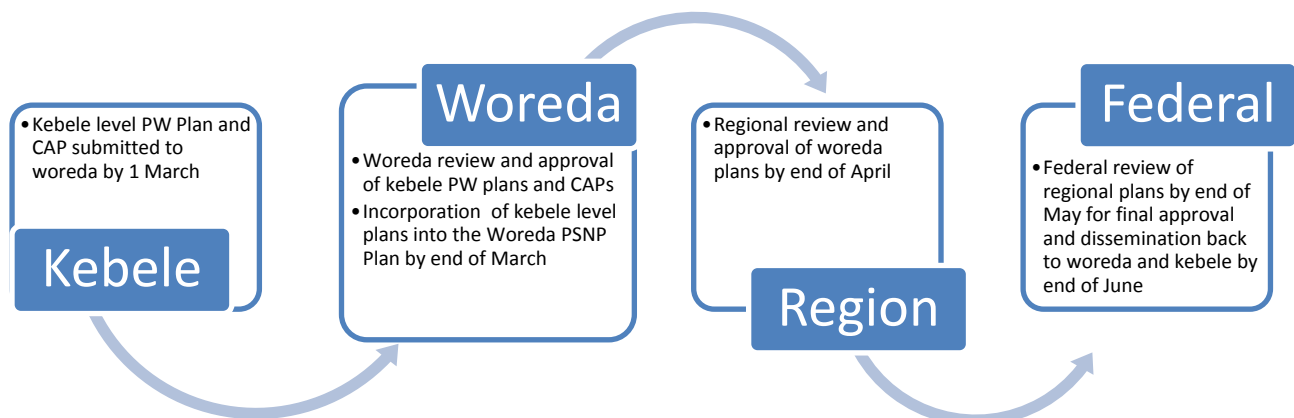 •Kebele level PW Plan and
CAP submitted to
woreda by 1 March
Kebele
Woreda
•Woreda review and approval
of kebele PW plans and CAPs
•Incorporation of kebele level
plans into the Woreda PSNP
Plan by end of March
•Regional review and
approval of woreda
plans by end of April
Region
Federal
•Federal review of
regional plans by end of
May for final approval
and dissemination back
to woreda and kebele by
end of June